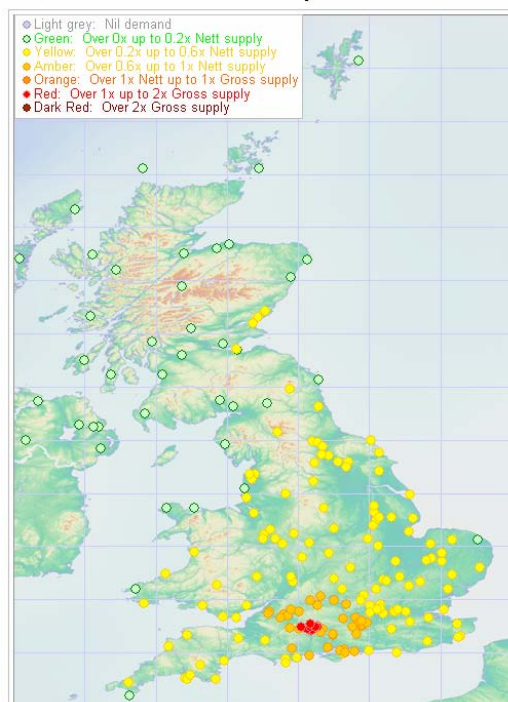 Light grey: Nil demand
Green: Over 0x up to 0.2x Nett supply
Yellow: Over 0.2x up to 0.6x Nett supply
Amber: Over 0.6x up to 1x Nett supply
Orange: Over 1x Nett up to 1x Gross supply
Red: Over 1x up to 2x Gross supply
Dark Red: Over 2x Gross supply